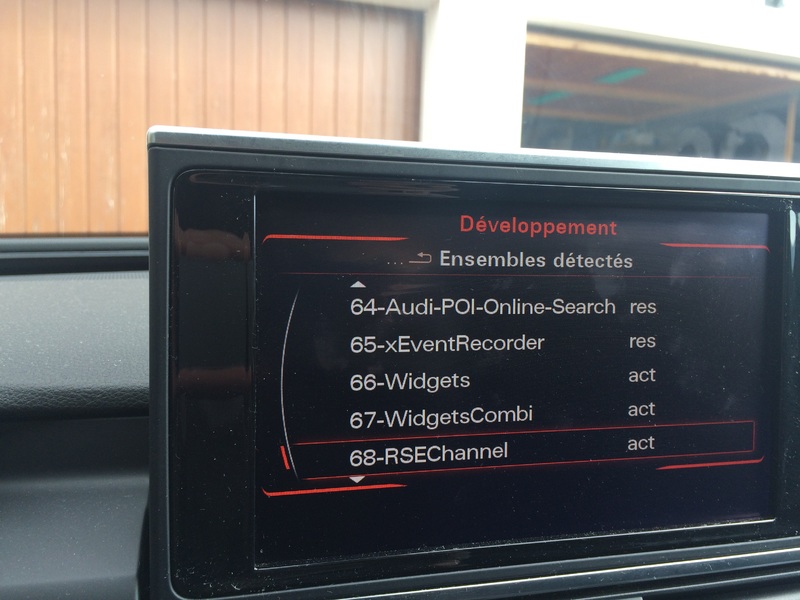 Développement
... Ensembles détectés
64-Audi-POI-Online-Search res
65-xEventRecorder res
66-Widgets act
67-WidgetsCombi act
68-RSEChannel act